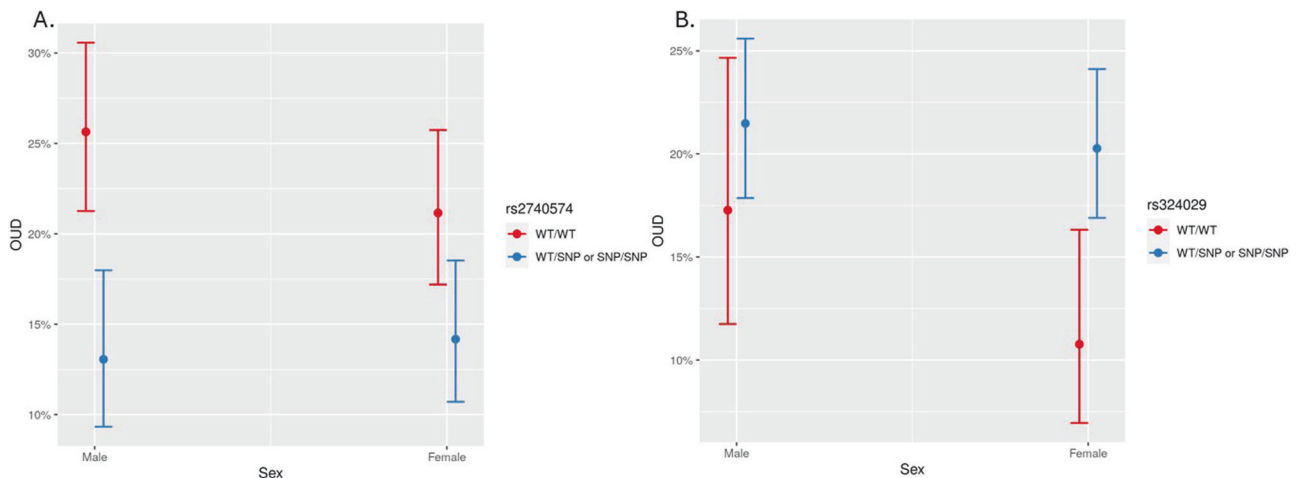 A.
30%
25%
20%
15%
10%
OUD
Male
Female
Sex
rs2740574
WT/WT
WT/SNP or SNP/SNP
B.
25%
20%
15%
10%
OUD
Male
Female
Sex
rs324029
WT/WT
WT/SNP or SNP/SNP